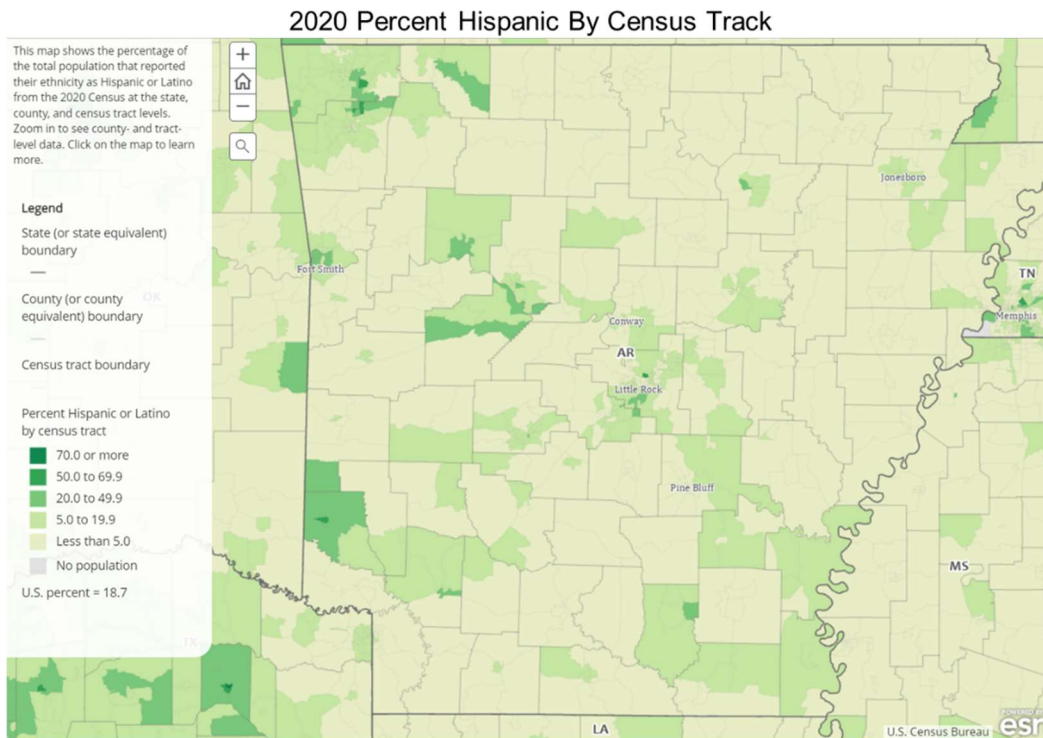 2020 Percent Hispanic By Census Track
This map shows the percentage of
the total population that reported
their ethnicity as Hispanic or Latino
from the 2020 Census at the state,
county, and census tract levels.
Zoom in to see county- and tract-
level data. Click on the map to learn
more.
Legend
State (or state equivalent)
boundary
County (or county
equivalent) boundary
Census tract boundary
Percent Hispanic or Latino
by census tract
70.0 or more
50.0 to 69.9
20.0 to 49.9
5.0 to 19.9
Less than 5.0
No population
U.S. percent = 18.7
+
−
OK
TX
Jonesboro
Fort Smith
TN
Memphis
Conway
AR
Little Rock
Pine Bluff
MS
LA
POWERED BY
esri
U.S. Census Bureau